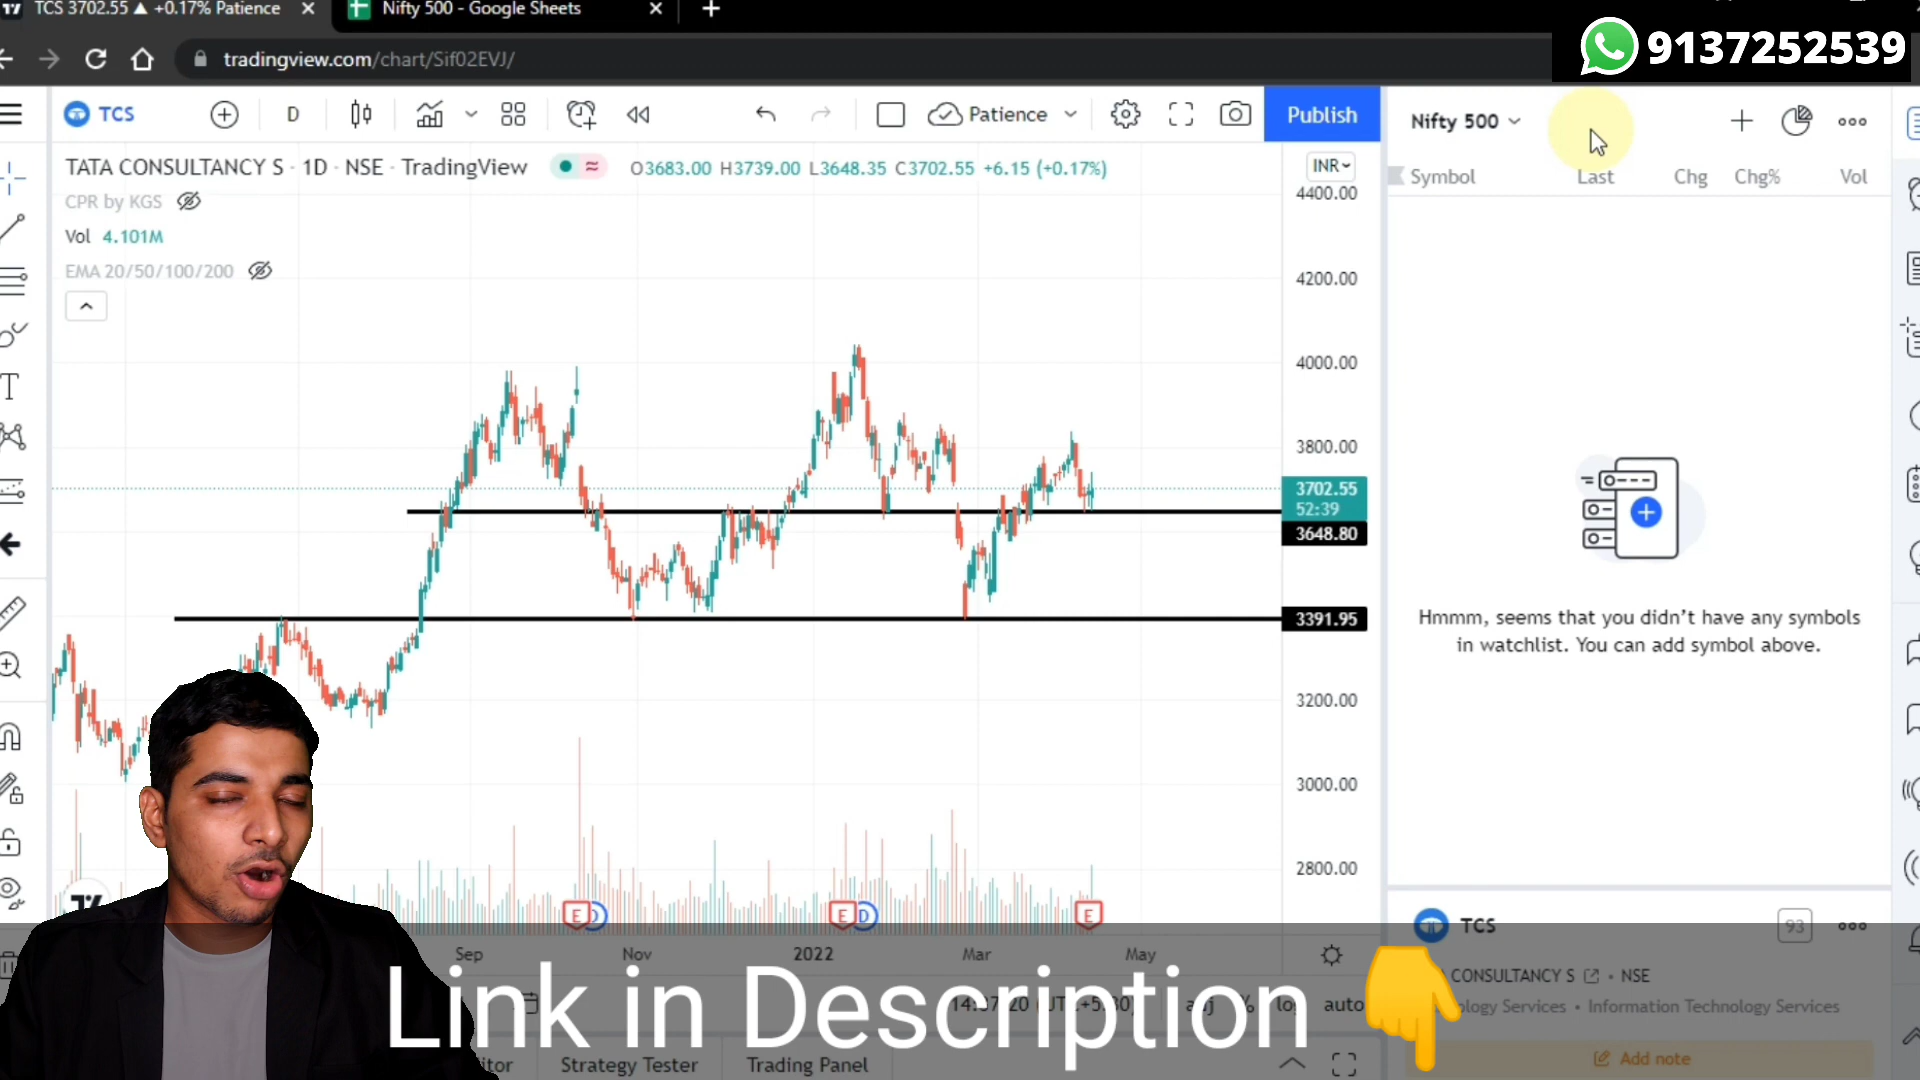 TCS 3702.55 ▲ +0.17% Patience
Nifty 500 - Google Sheets
9137252539
tradingview.com/chart/Sif02EVJ/
TCS
D
Patience
Publish
Nifty 500
TATA CONSULTANCY S · 1D · NSE · TradingView
O3683.00 H3739.00 L3648.35 C3702.55 +6.15 (+0.17%)
INR
Symbol Last Chg Chg% Vol
CPR by KGS
Vol 4.101M
EMA 20/50/100/200
4400.00
4200.00
4000.00
3800.00
3702.55
52:39
3648.80
3391.95
3200.00
3000.00
2800.00
Hmmm, seems that you didn’t have any symbols
in watchlist. You can add symbol above.
E D
E D
E
TCS
93
Sep Nov 2022 Mar May
CONSULTANCY S · NSE
Information Technology Services
auto
Link in Description
Strategy Tester
Trading Panel
Add note